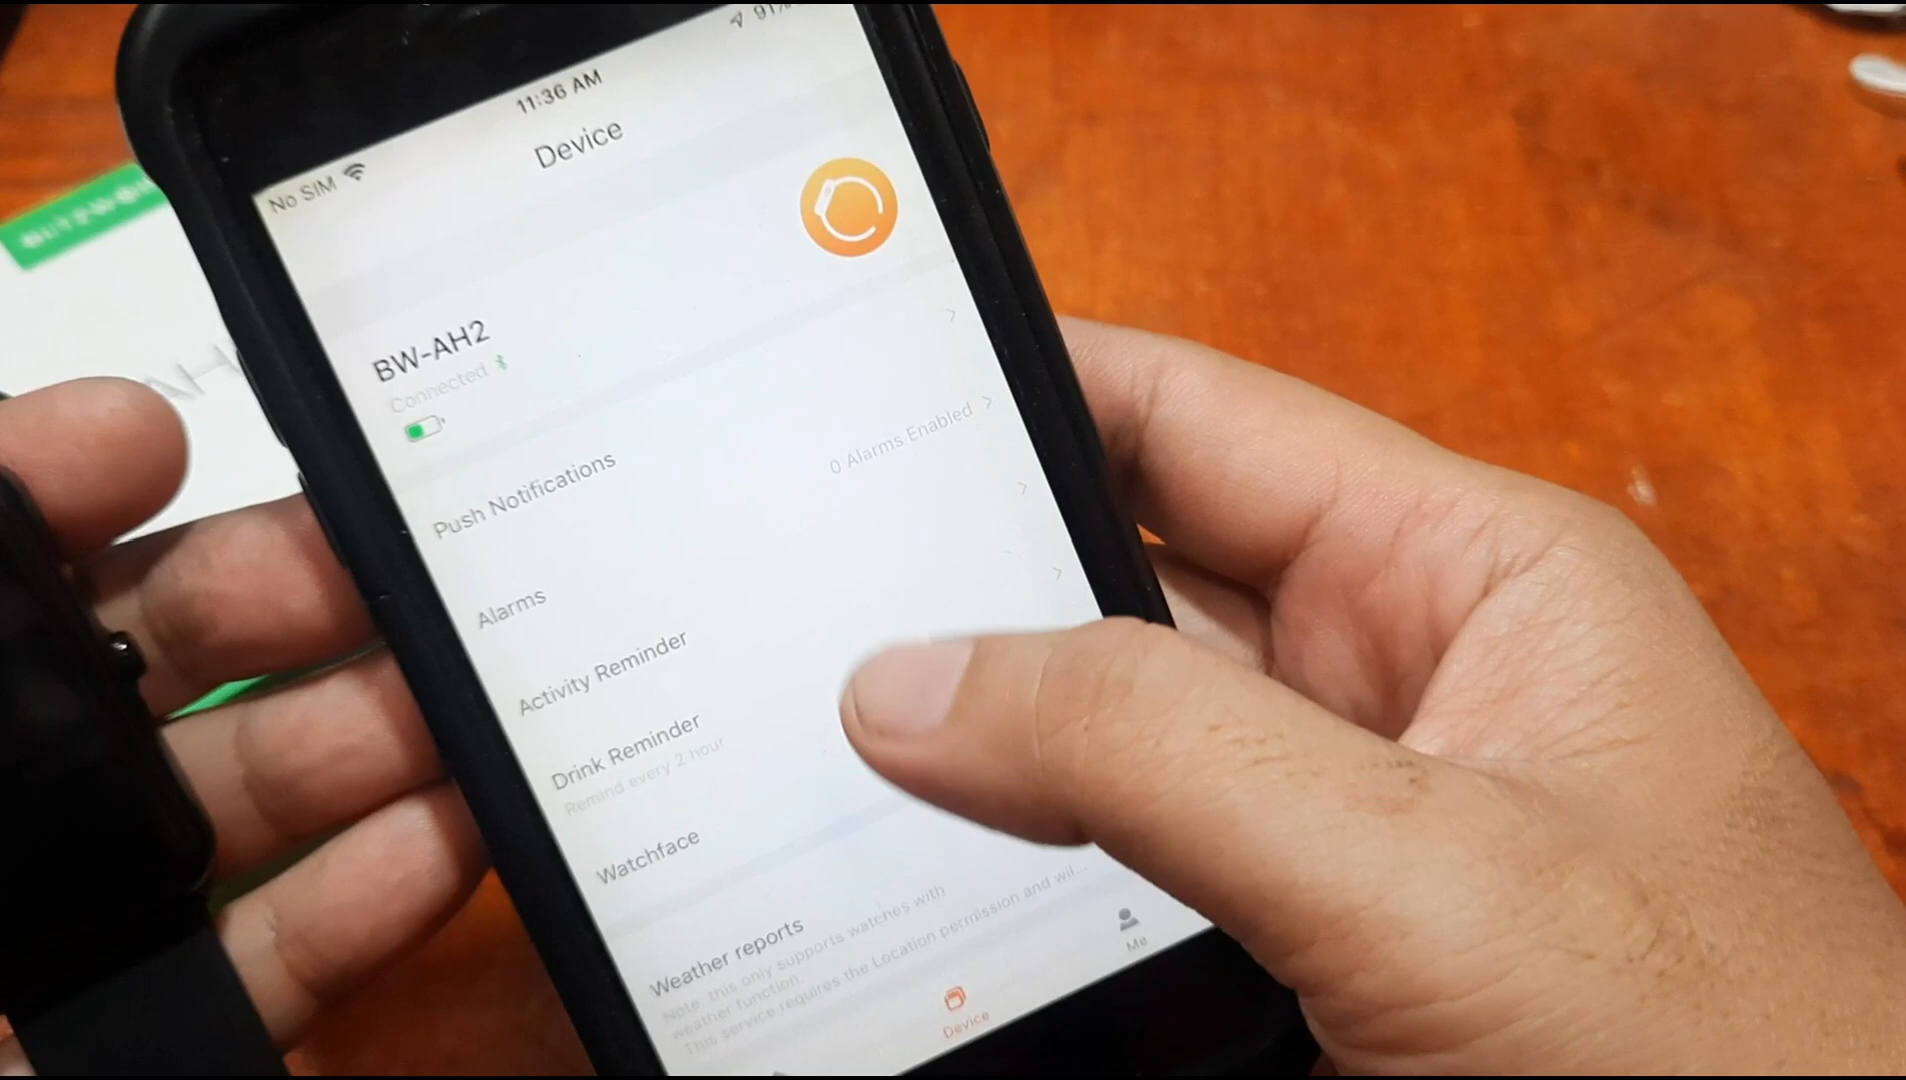 No SIM
11:36 AM
Device
BW-AH2
Connected
Push Notifications
Alarms
0 Alarms Enabled
Activity Reminder
Drink Reminder
Remind every 2 hour
Watchface
Weather reports
Note, this only supports watches with
weather function
This service requires the Location permission and wil...
Device
Me
AH